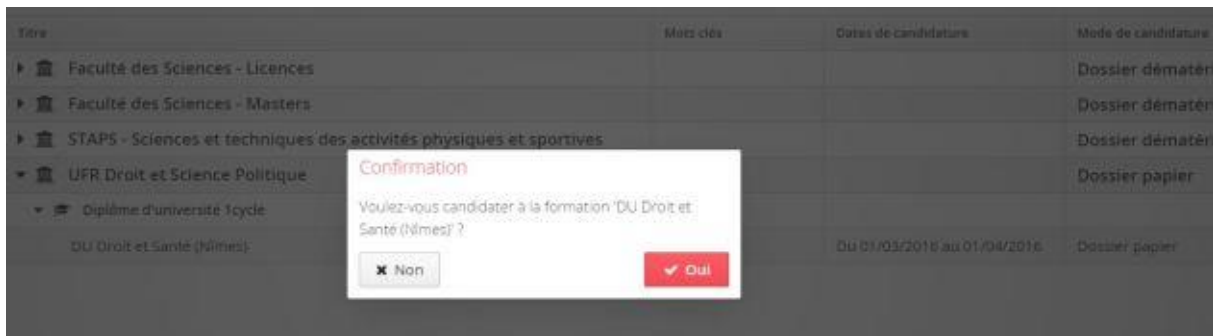 Titre Mots clés Dates de candidature Mode de candidature
Faculté des Sciences - Licences Dossier dématér
Faculté des Sciences - Masters Dossier dématér
STAPS - Sciences et techniques des activités physiques et sportives Dossier dématér
UFR Droit et Science Politique Dossier papier
Diplôme d'université 1cycle
DU Droit et Santé (Nîmes) Du 01/03/2016 au 01/04/2016 Dossier papier
Confirmation
Voulez-vous candidater à la formation 'DU Droit et
Santé (Nîmes)' ?
Non Oui